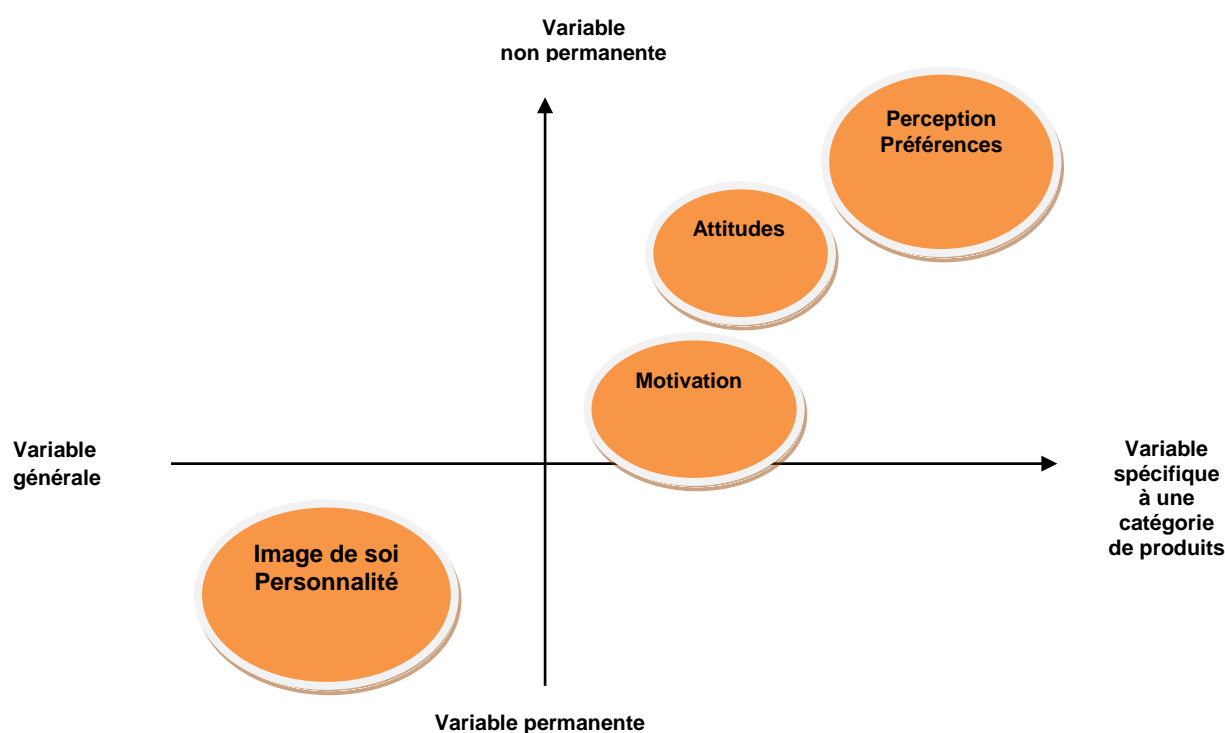 Variable
non permanente
Perception
Préférences
Attitudes
Motivation
Variable
générale
Variable
spécifique
à une
catégorie
de produits
Image de soi
Personnalité
Variable permanente